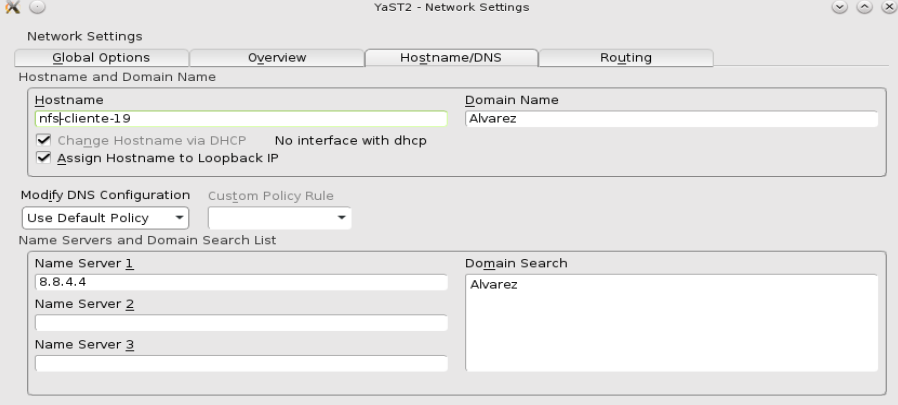 YaST2 - Network Settings
Network Settings
Global Options Overview Hostname/DNS Routing
Hostname and Domain Name
Hostname Domain Name
nfs-cliente-19 Alvarez
Change Hostname via DHCP No interface with dhcp
Assign Hostname to Loopback IP
Modify DNS Configuration Custom Policy Rule
Use Default Policy
Name Servers and Domain Search List
Name Server 1 Domain Search
8.8.4.4 Alvarez
Name Server 2
Name Server 3